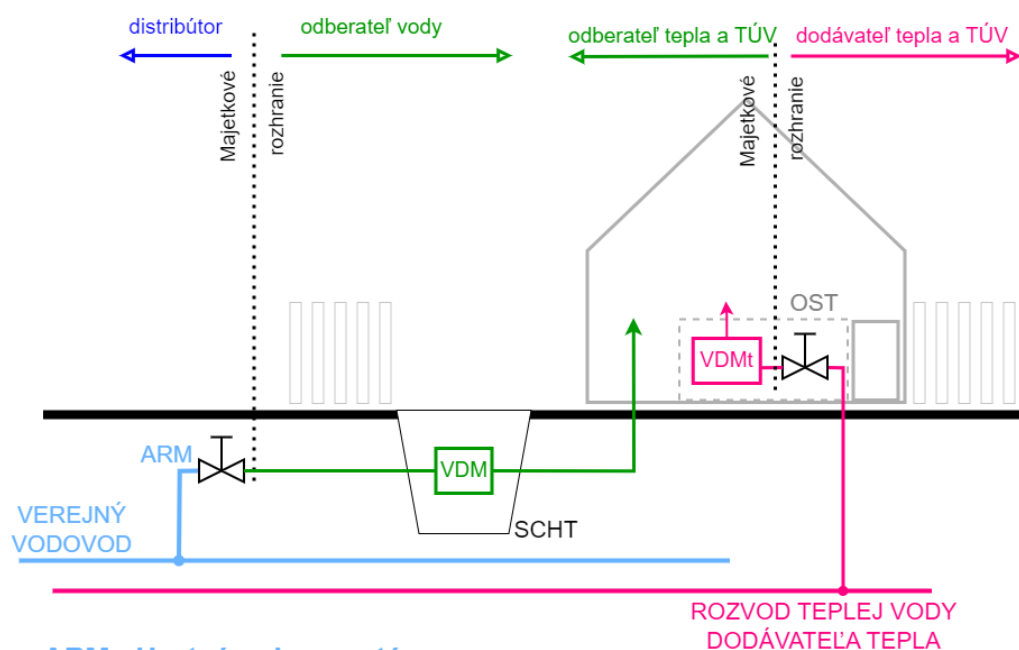 distribútor
odberateľ vody
odberateľ tepla a TÚV
dodávateľ tepla a TÚV
Majetkové
rozhranie
Majetkové
rozhranie
OST
VDMt
ARM
VDM
SCHT
VEREJNÝ
VODOVOD
ROZVOD TEPLEJ VODY
DODÁVATEĽA TEPLA